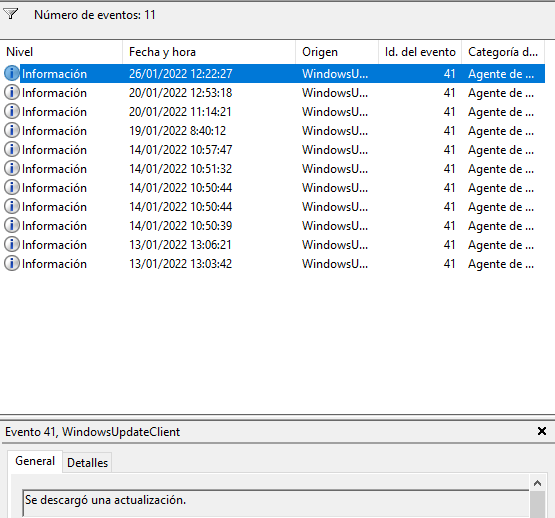 Número de eventos: 11
Nivel Fecha y hora Origen Id. del evento Categoría d...
Información 26/01/2022 12:22:27 WindowsU... 41 Agente de ...
Información 20/01/2022 12:53:18 WindowsU... 41 Agente de ...
Información 20/01/2022 11:14:21 WindowsU... 41 Agente de ...
Información 19/01/2022 8:40:12 WindowsU... 41 Agente de ...
Información 14/01/2022 10:57:47 WindowsU... 41 Agente de ...
Información 14/01/2022 10:51:32 WindowsU... 41 Agente de ...
Información 14/01/2022 10:50:44 WindowsU... 41 Agente de ...
Información 14/01/2022 10:50:44 WindowsU... 41 Agente de ...
Información 14/01/2022 10:50:39 WindowsU... 41 Agente de ...
Información 13/01/2022 13:06:21 WindowsU... 41 Agente de ...
Información 13/01/2022 13:03:42 WindowsU... 41 Agente de ...
Evento 41, WindowsUpdateClient
General Detalles
Se descargó una actualización.